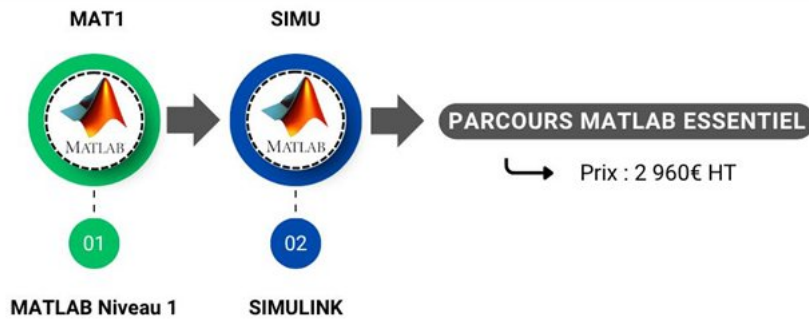 MAT1
SIMU
MATLAB
MATLAB
PARCOURS MATLAB ESSENTIEL
Prix : 2 960€ HT
01
02
MATLAB Niveau 1
SIMULINK